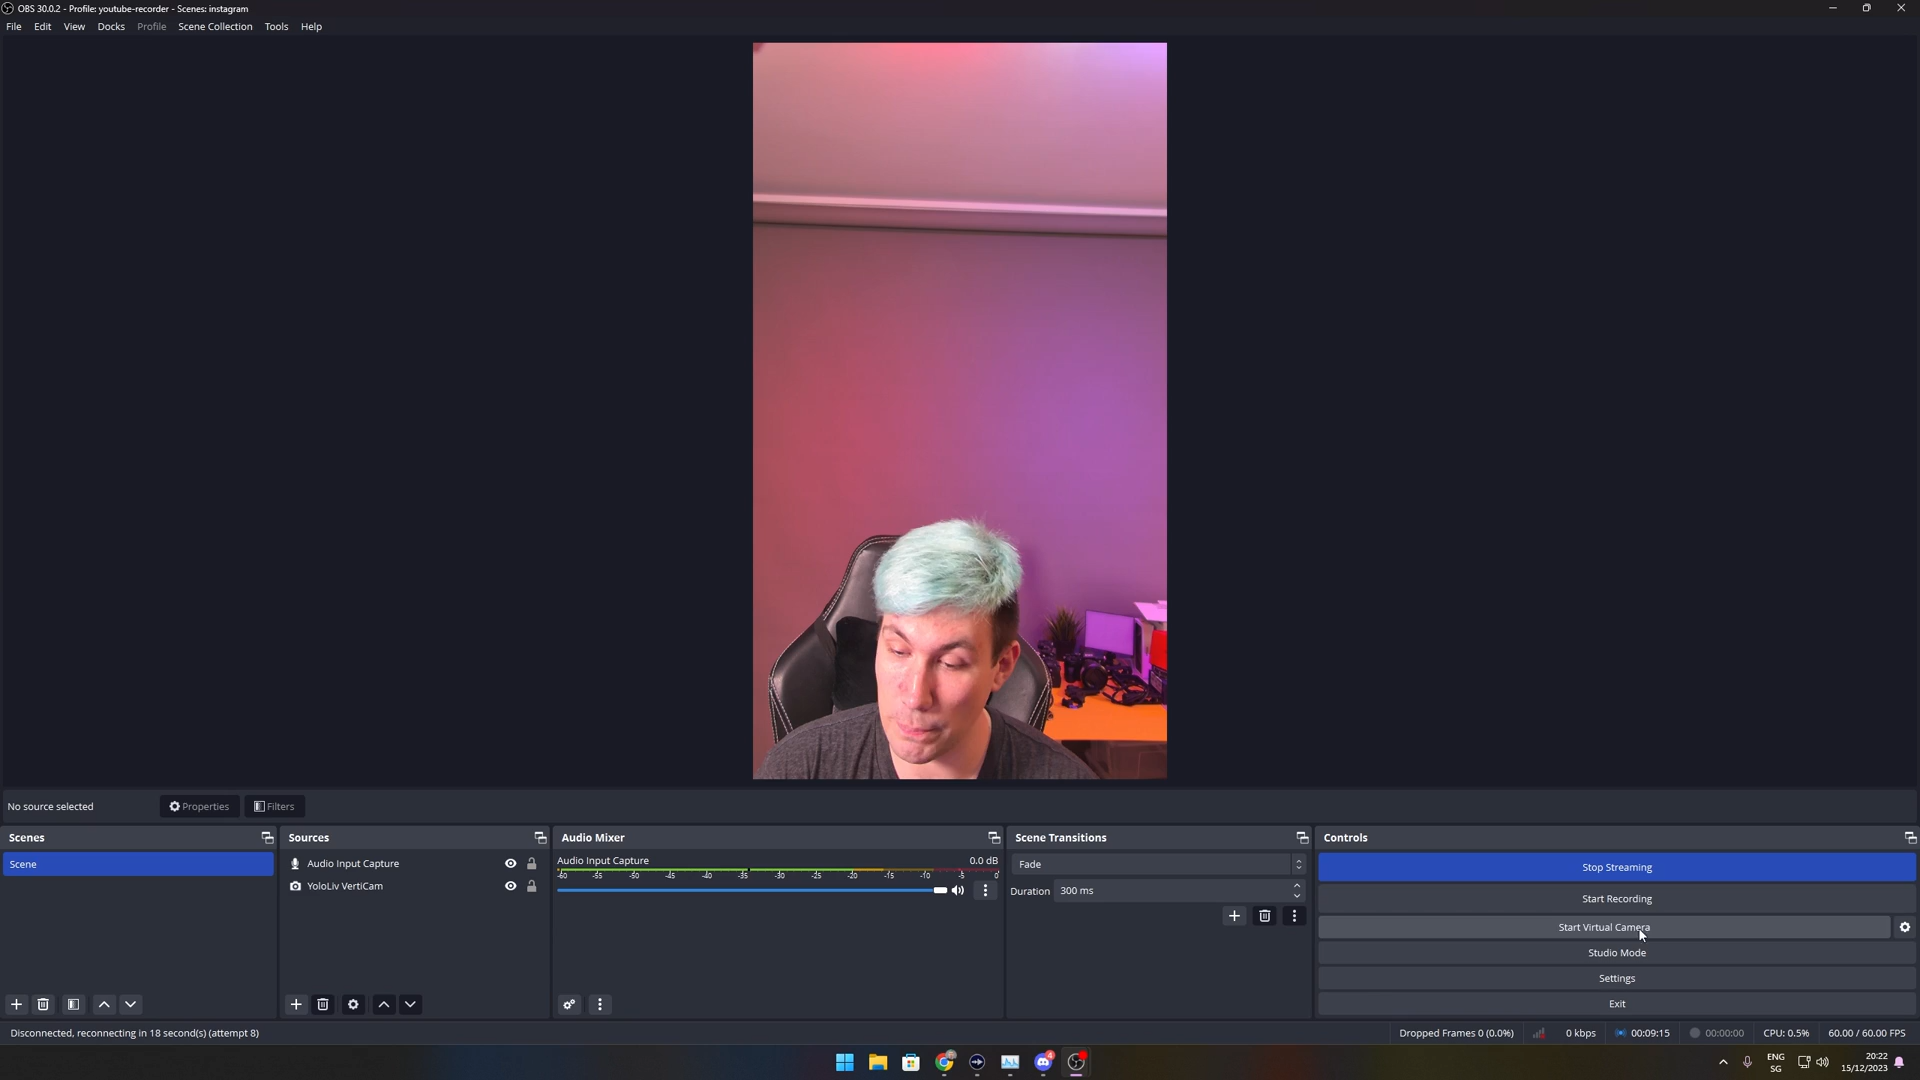 OBS 30.0.2 - Profile: youtube-recorder - Scenes: instagram
File Edit View Docks Profile Scene Collection Tools Help
No source selected Properties Filters
Scenes
Scene
Sources
Audio Input Capture
YoloLiv VertiCam
Audio Mixer
Audio Input Capture 0.0 dB
-60 -55 -50 -45 -40 -35 -30 -25 -20 -15 -10 -5 0
Scene Transitions
Fade
Duration 300 ms
Controls
Stop Streaming
Start Recording
Start Virtual Camera
Studio Mode
Settings
Exit
Disconnected, reconnecting in 18 second(s) (attempt 8)
Dropped Frames 0 (0.0%) 0 kbps 00:09:15 00:00:00 CPU: 0.5% 60.00 / 60.00 FPS
ENG
SG
20:22
15/12/2023